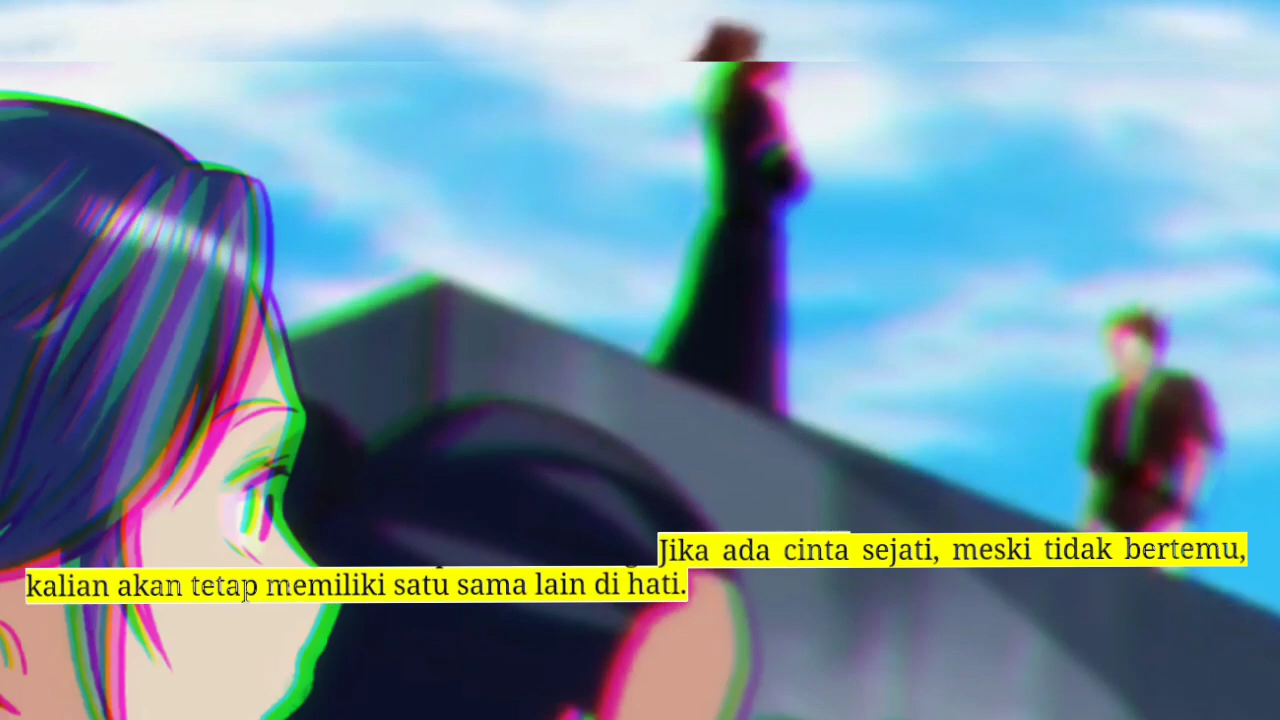 Jika ada cinta sejati, meski tidak bertemu,
kalian akan tetap memiliki satu sama lain di hati.